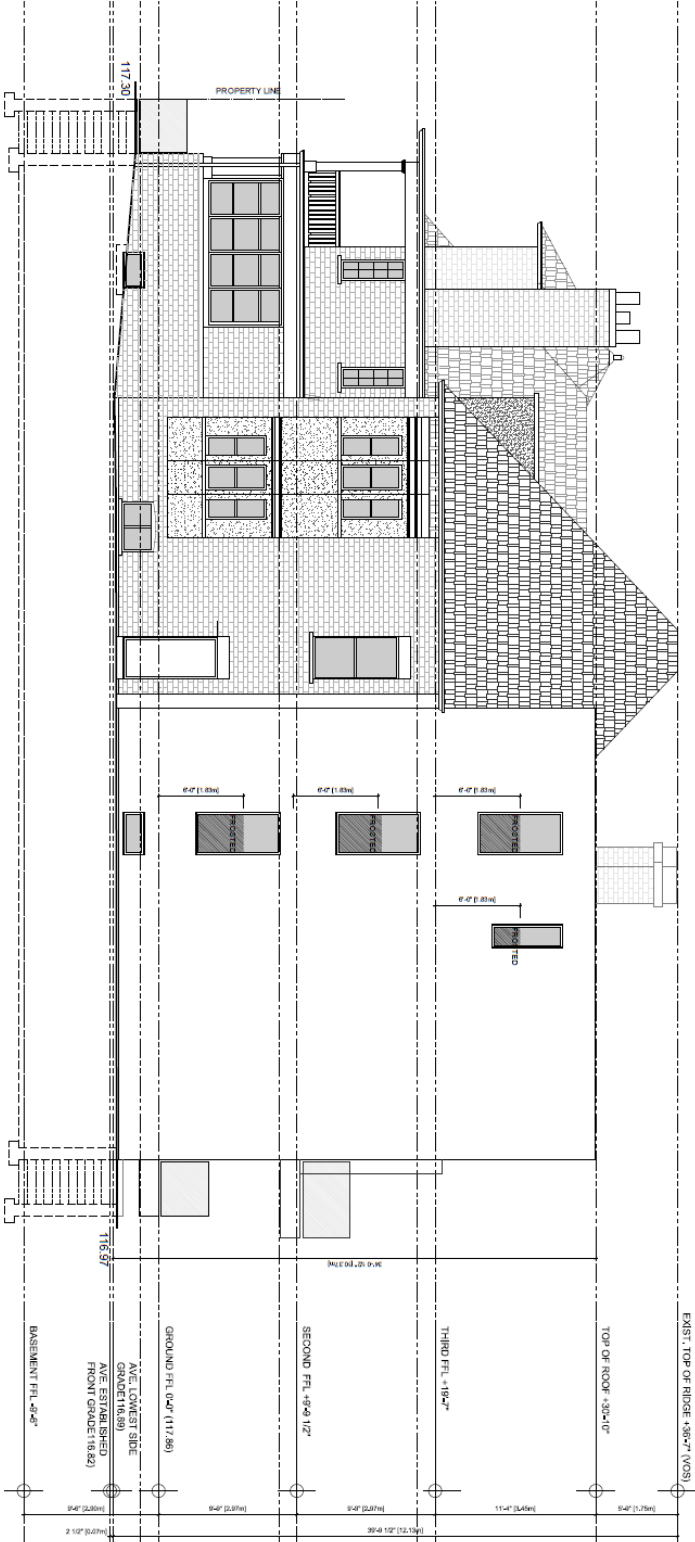 PROPERTY LINE
117.30
116.97
6'-0" [1.83m]
6'-0" [1.83m]
6'-0" [1.83m]
6'-0" [1.83m]
FROSTED
FROSTED
FROSTED
FROSTED
EXIST. TOP OF RIDGE +36'-7" (VOS)
TOP OF ROOF +30'-10"
THIRD FFL +19'-7"
SECOND FFL +9'-9 1/2"
GROUND FFL 0'-0" (117.86)
AVE. LOWEST SIDE
GRADE116.89)
AVE. ESTABLISHED
FRONT GRADE116.82)
BASEMENT FFL -9'-6"
5'-9" [1.75m]
11'-4" [3.45m]
9'-9" [2.97m]
9'-9" [2.97m]
9'-6" [2.90m]
39'-9 1/2" [12.13m]
2 1/2" [0.07m]